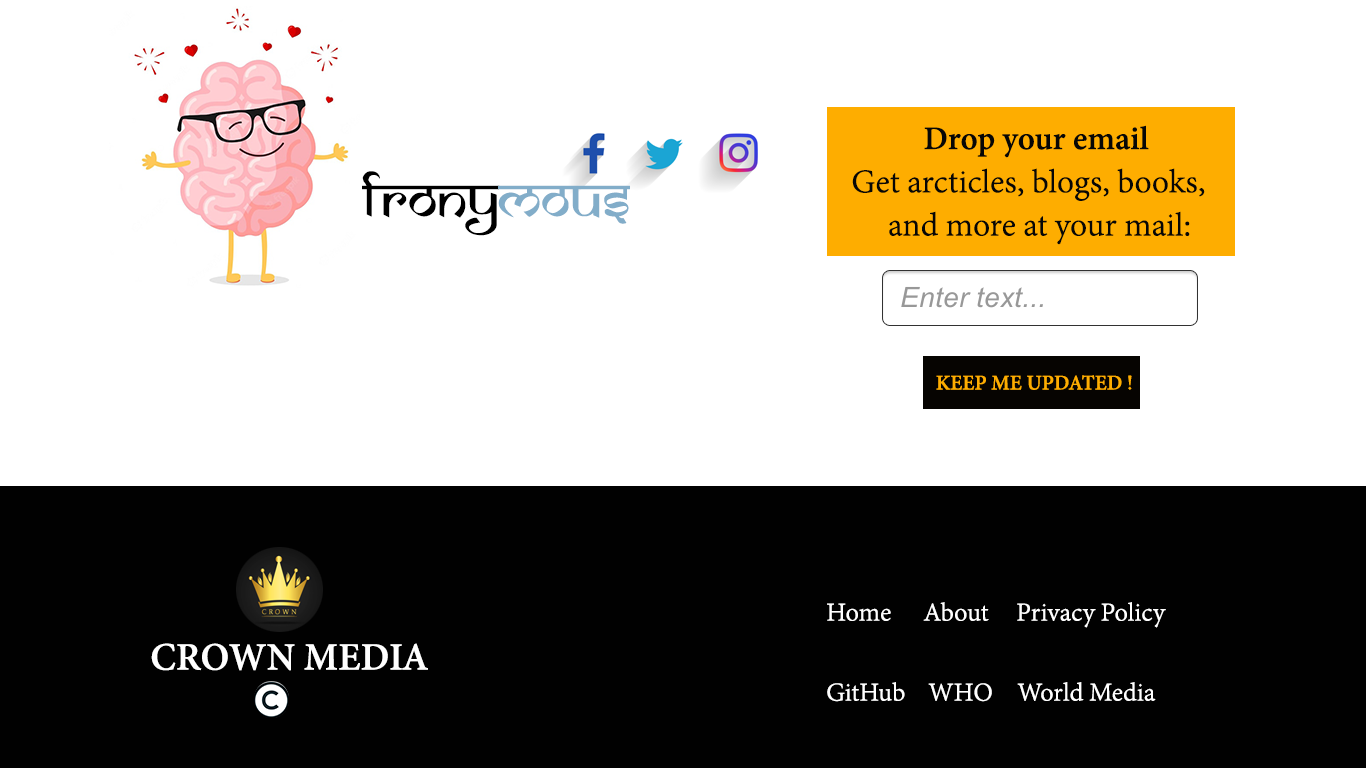 fronymous
Drop your email
Get arcticles, blogs, books,
and more at your mail:
Enter text...
KEEP ME UPDATED !
CROWN
CROWN MEDIA
©
Home About Privacy Policy
GitHub WHO World Media